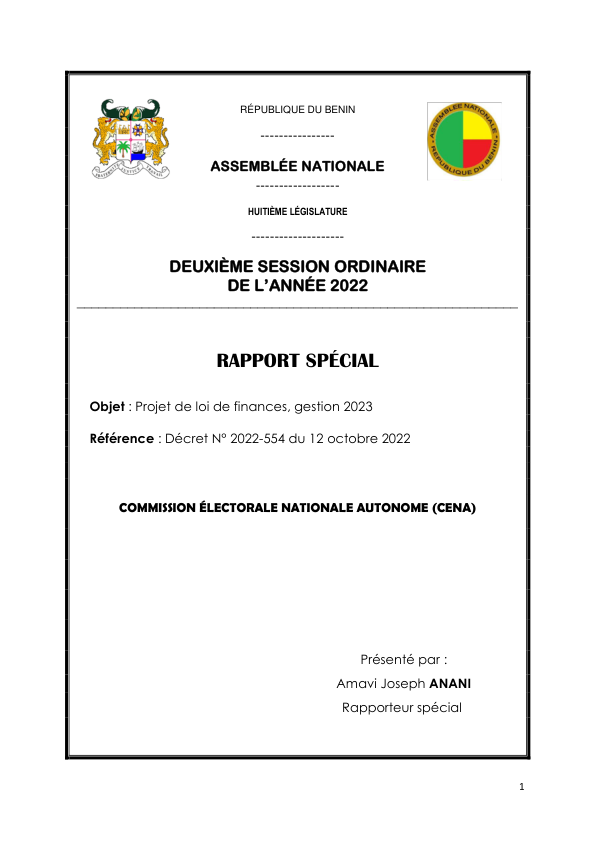 RÉPUBLIQUE DU BENIN
----------------
ASSEMBLÉE NATIONALE
------------------
HUITIÈME LÉGISLATURE
--------------------
DEUXIÈME SESSION ORDINAIRE
DE L'ANNÉE 2022
RAPPORT SPÉCIAL
Objet : Projet de loi de finances, gestion 2023
Référence : Décret N° 2022-554 du 12 octobre 2022
COMMISSION ÉLECTORALE NATIONALE AUTONOME (CENA)
Présenté par :
Amavi Joseph ANANI
Rapporteur spécial
1
FRATERNITÉ JUSTICE TRAVAIL
ASSEMBLEE NATIONALE
REPUBLIQUE DU BENIN